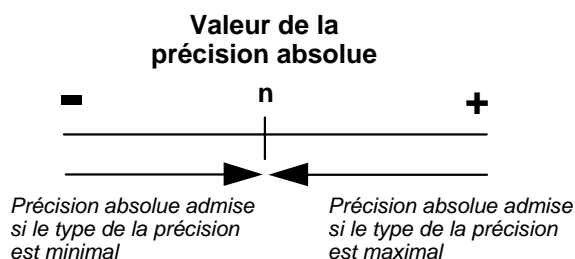 Valeur de la
précision absolue
- n +
Précision absolue admise
si le type de la précision
est minimal
Précision absolue admise
si le type de la précision
est maximal